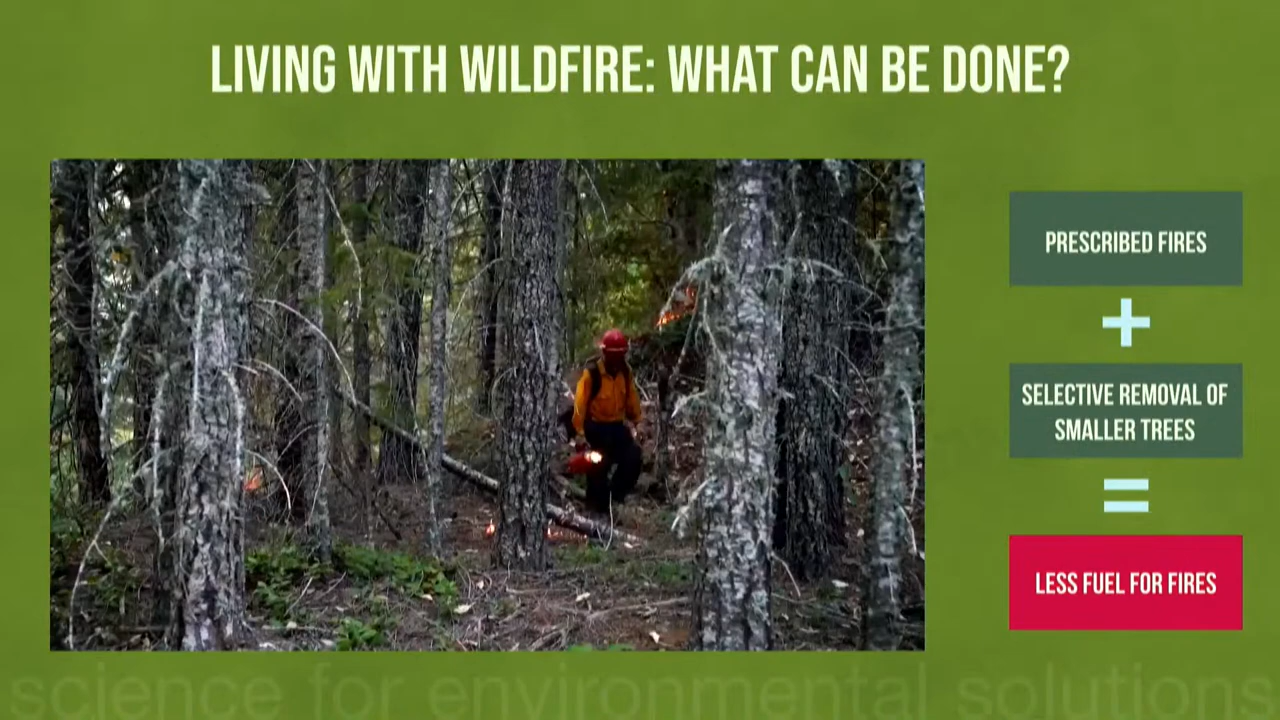 LIVING WITH WILDFIRE: WHAT CAN BE DONE?
PRESCRIBED FIRES
+
SELECTIVE REMOVAL OF
SMALLER TREES
=
LESS FUEL FOR FIRES
science for environmental solutions